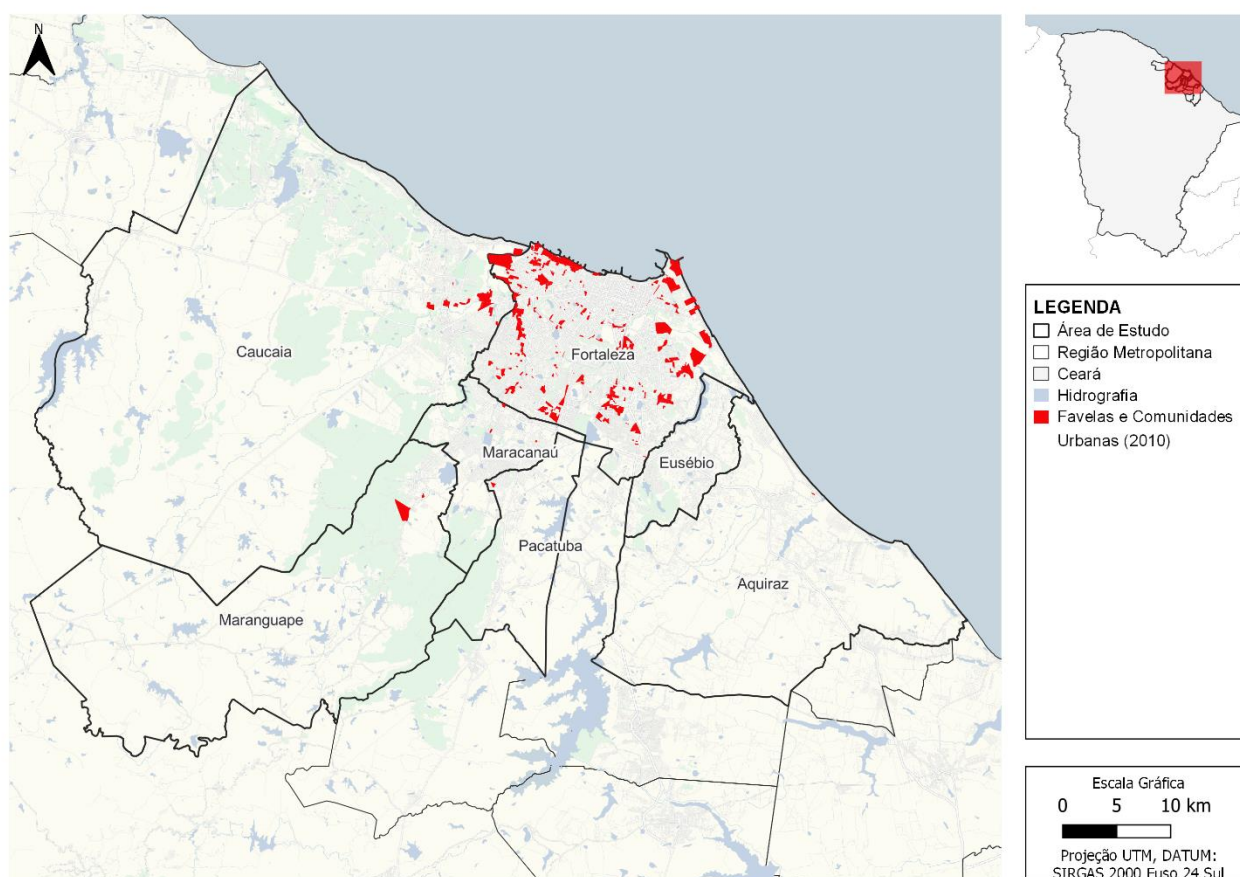 N
Caucaia
Fortaleza
Maracanaú
Eusébio
Pacatuba
Aquiraz
Maranguape
LEGENDA
Área de Estudo
Região Metropolitana
Ceará
Hidrografia
Favelas e Comunidades
Urbanas (2010)
Escala Gráfica
0 5 10 km
Projeção UTM, DATUM:
SIRGAS 2000 Fuso 24 Sul